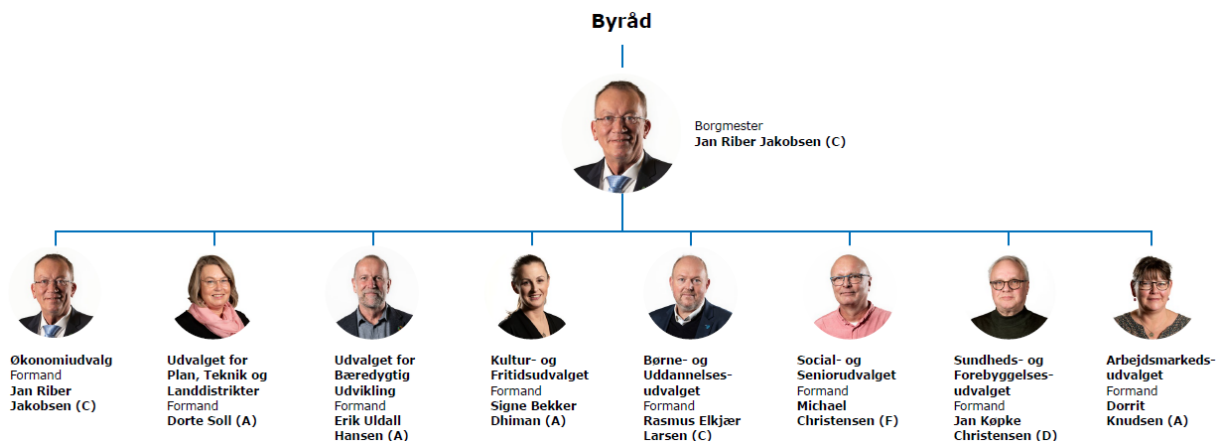 Byråd
Borgmester
Jan Riber Jakobsen (C)
Økonomiudvalg
Formand
Jan Riber
Jakobsen (C)
Udvalget for
Plan, Teknik og
Landdistrikter
Formand
Dorte Soll (A)
Udvalget for
Bæredygtig
Udvikling
Formand
Erik Uldall
Hansen (A)
Kultur- og
Fritidsudvalget
Formand
Signe Bekker
Dhiman (A)
Børne- og
Uddannelses-
udvalget
Formand
Rasmus Elkjær
Larsen (C)
Social- og
Seniorudvalget
Formand
Michael
Christensen (F)
Sundheds- og
Forebyggelses-
udvalget
Formand
Jan Køpke
Christensen (D)
Arbejdsmarkeds-
udvalget
Formand
Dorrit
Knudsen (A)